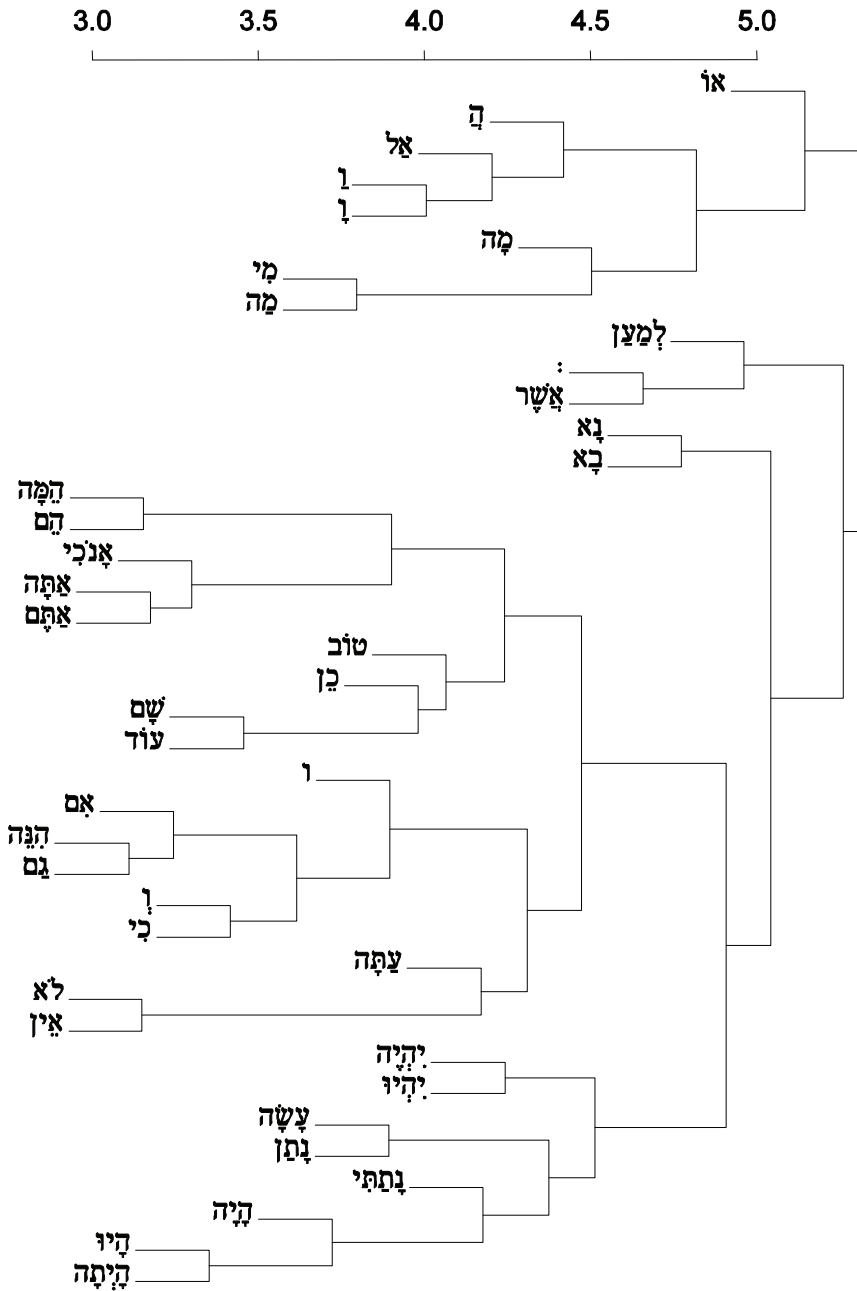 3.0 3.5 4.0 4.5 5.0
אוֹ
הֲ
אַל
וַ
וָ
מָה
מִי
מַה
לְמַעַן
:
אֲשֶׁר
נָא
בָא
הֵמָּה
הֵם
אָנֹכִי
אַתָּה
אַתֶּם
טוֹב
כֵן
שָׁם
עוֹד
ו
אִם
הִנֵּה
גַם
וְ
כִי
עַתָּה
לֹא
אֵין
יִהְיֶה
יִהְיוּ
עָשָׂה
נָתַן
נָתַתִּי
הָיָה
הָיוּ
הָיְתָה